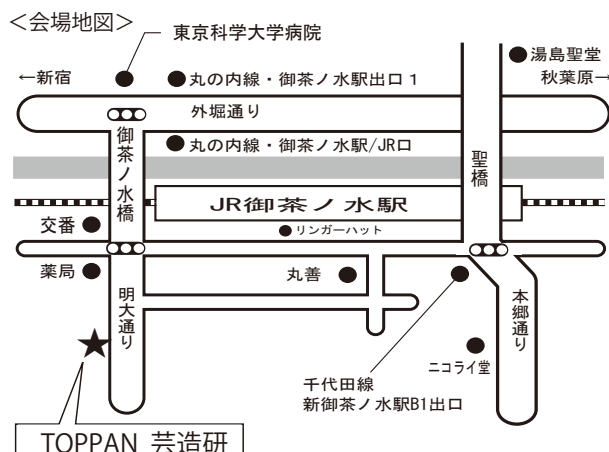 <会場地図>
東京科学大学病院
湯島聖堂
←新宿
丸の内線・御茶ノ水駅出口1
秋葉原→
外堀通り
丸の内線・御茶ノ水駅/JR口
御茶ノ水橋
聖橋
JR御茶ノ水駅
交番
リンガーハット
薬局
丸善
明大通り
本郷通り
ニコライ堂
千代田線
新御茶ノ水駅B1出口
TOPPAN 芸造研